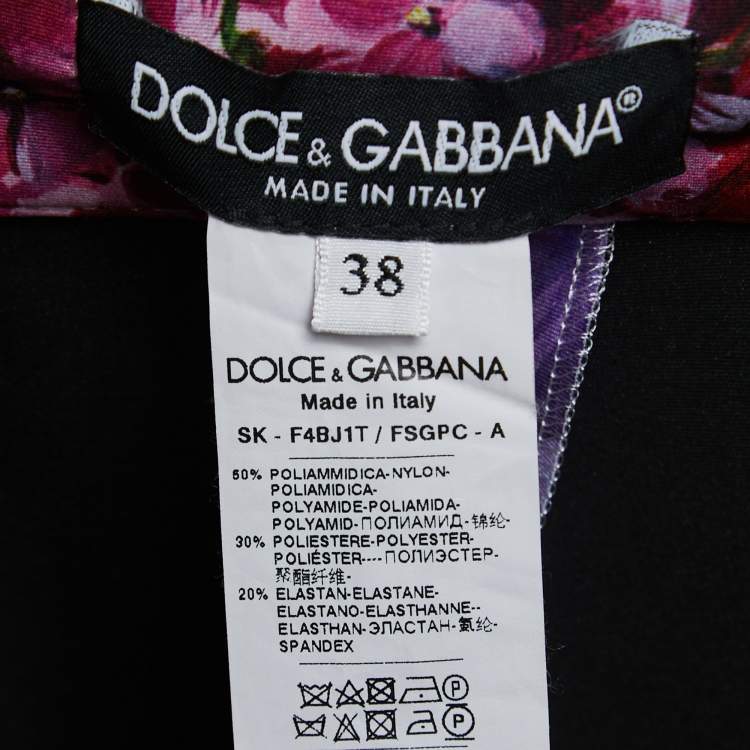 DOLCE & GABBANA®
MADE IN ITALY
38
DOLCE & GABBANA
Made in Italy
SK - F4BJ1T / FSGPC - A
50% POLIAMMIDICA-NYLON-
POLIAMIDICA-
POLYAMIDE-POLIAMIDA-
POLYAMID-ПОЛИАМИД-锦纶-
30% POLIESTERE-POLYESTER-
POLIÉSTER----ПОЛИЭСТЕР-
聚酯纤维-
20% ELASTAN-ELASTANE-
ELASTANO-ELASTHANNE--
ELASTHAN-ЭЛАСТАН-氨纶-
SPANDEX
P
P